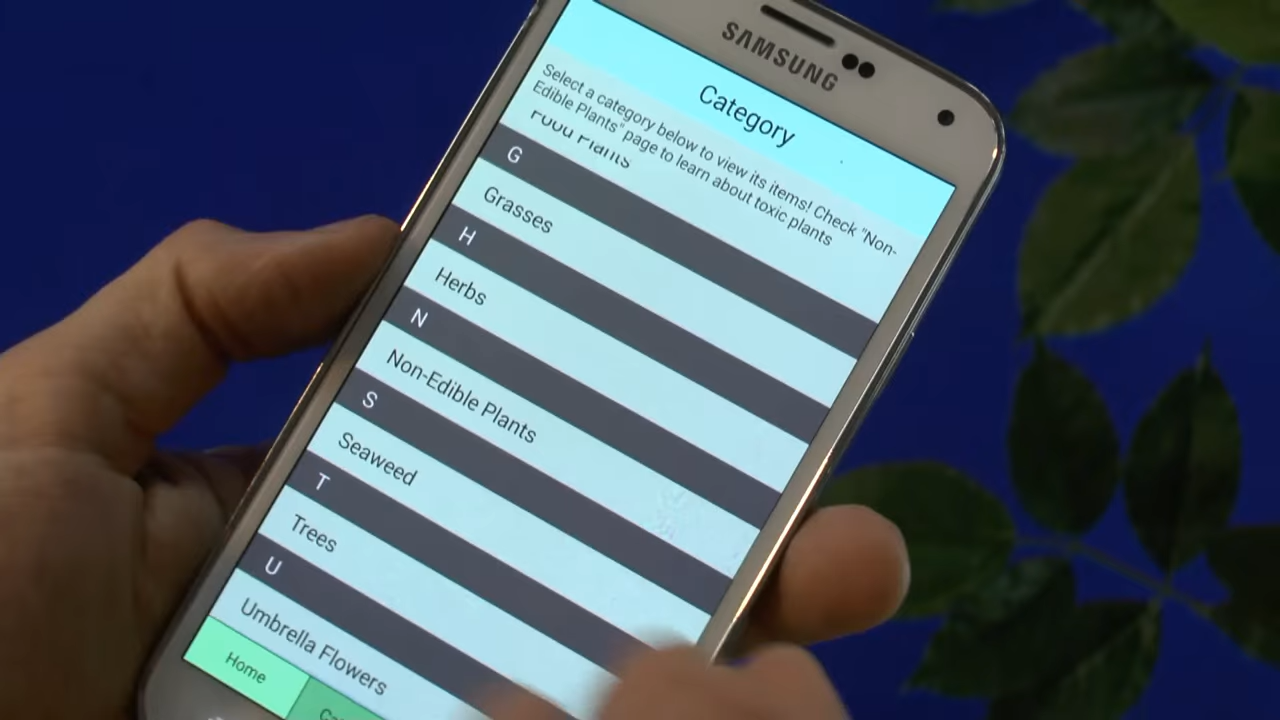 SAMSUNG
Category
Select a category below to view its items! Check "Non-
Edible Plants" page to learn about toxic plants
Food Plants
G
Grasses
H
Herbs
N
Non-Edible Plants
S
Seaweed
T
Trees
U
Umbrella Flowers
Home